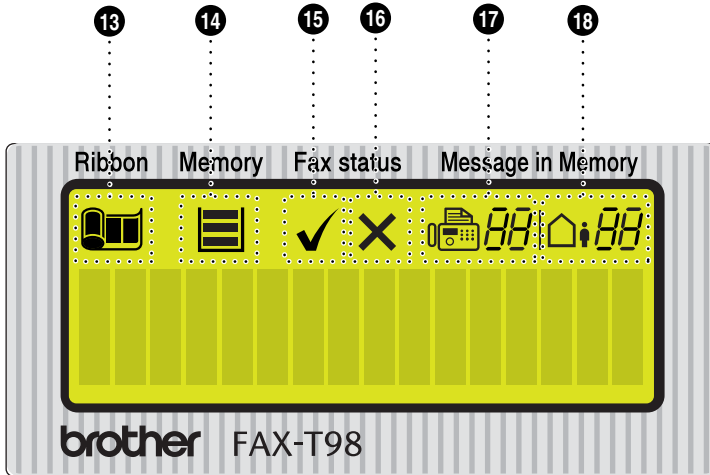 13 14 15 16 17 18
Ribbon Memory Fax status Message in Memory
88 88
brother FAX-T98